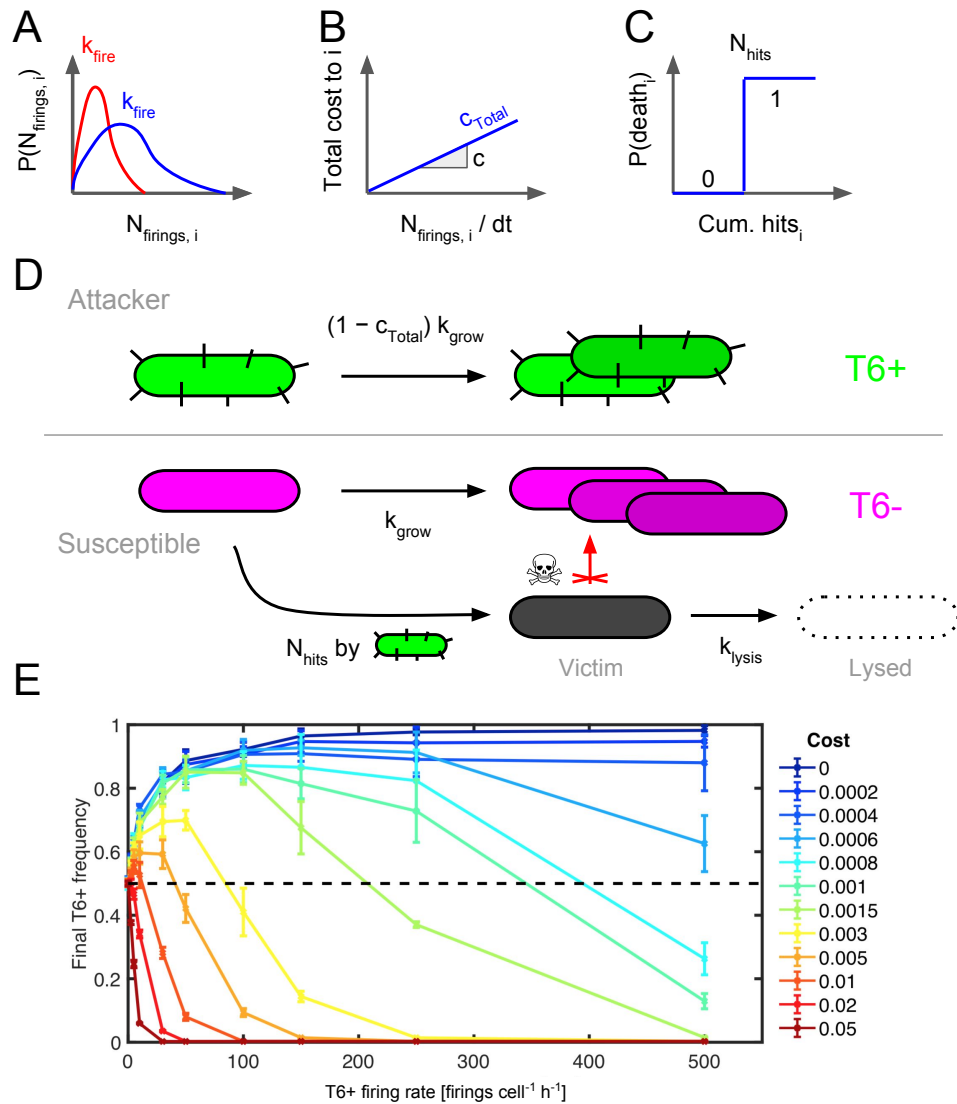 A
k_fire
k_fire
P(N_firings, i)
N_firings, i
B
Total cost to i
c_Total
c
N_firings, i / dt
C
N_hits
P(death_i)
1
0
Cum. hits_i
D
Attacker
(1 − c_Total) k_grow
T6+
k_grow
T6-
Susceptible
N_hits by
Victim
k_lysis
Lysed
E
Final T6+ frequency
1
0.8
0.6
0.4
0.2
0
0 100 200 300 400 500
T6+ firing rate [firings cell⁻¹ h⁻¹]
Cost
0
0.0002
0.0004
0.0006
0.0008
0.001
0.0015
0.003
0.005
0.01
0.02
0.05